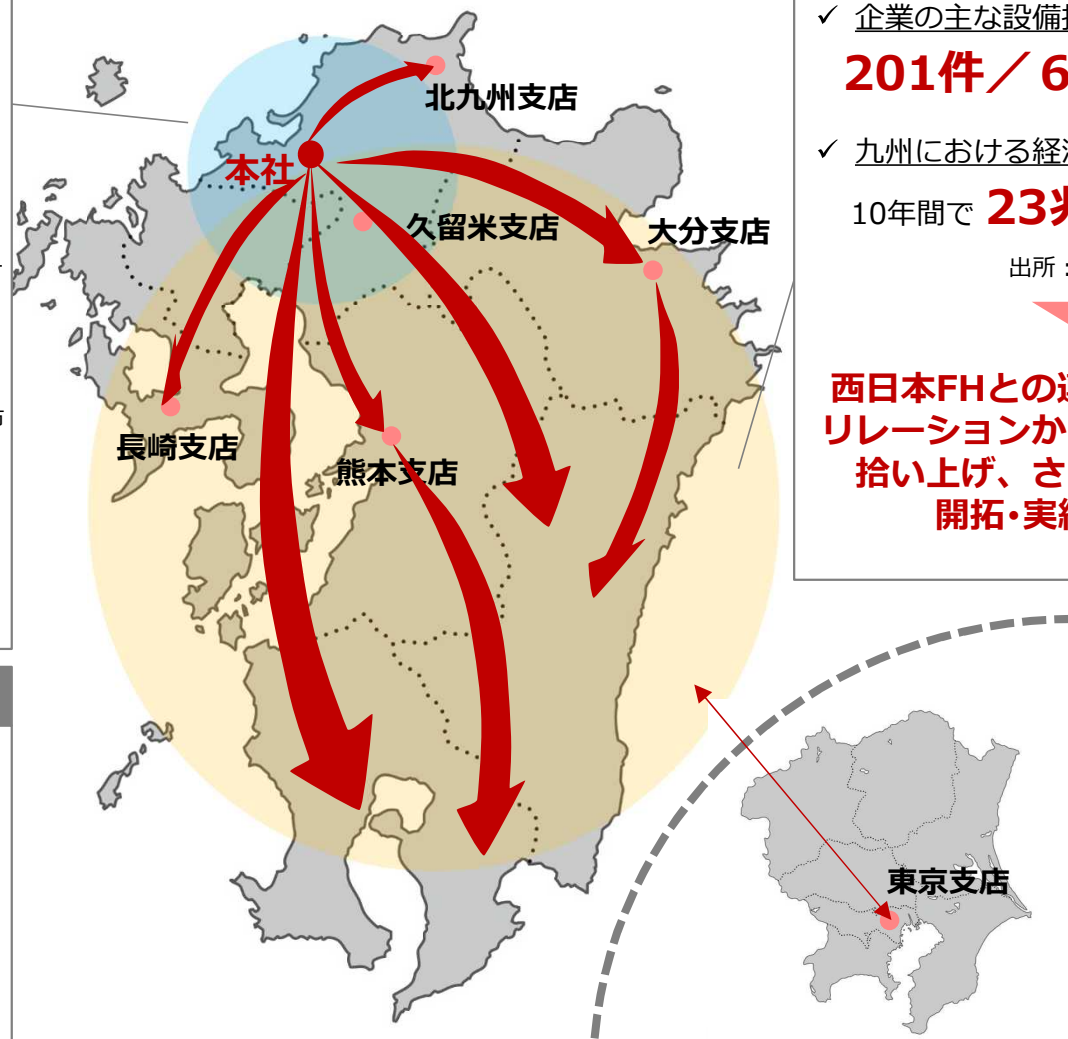 北九州支店
本社
久留米支店
大分支店
長崎支店
熊本支店
東京支店
✓ 企業の主な設備
201件／6
✓ 九州における経
10年間で 23
出所：
西日本FHとの
リレーションか
拾い上げ、さ
開拓・実